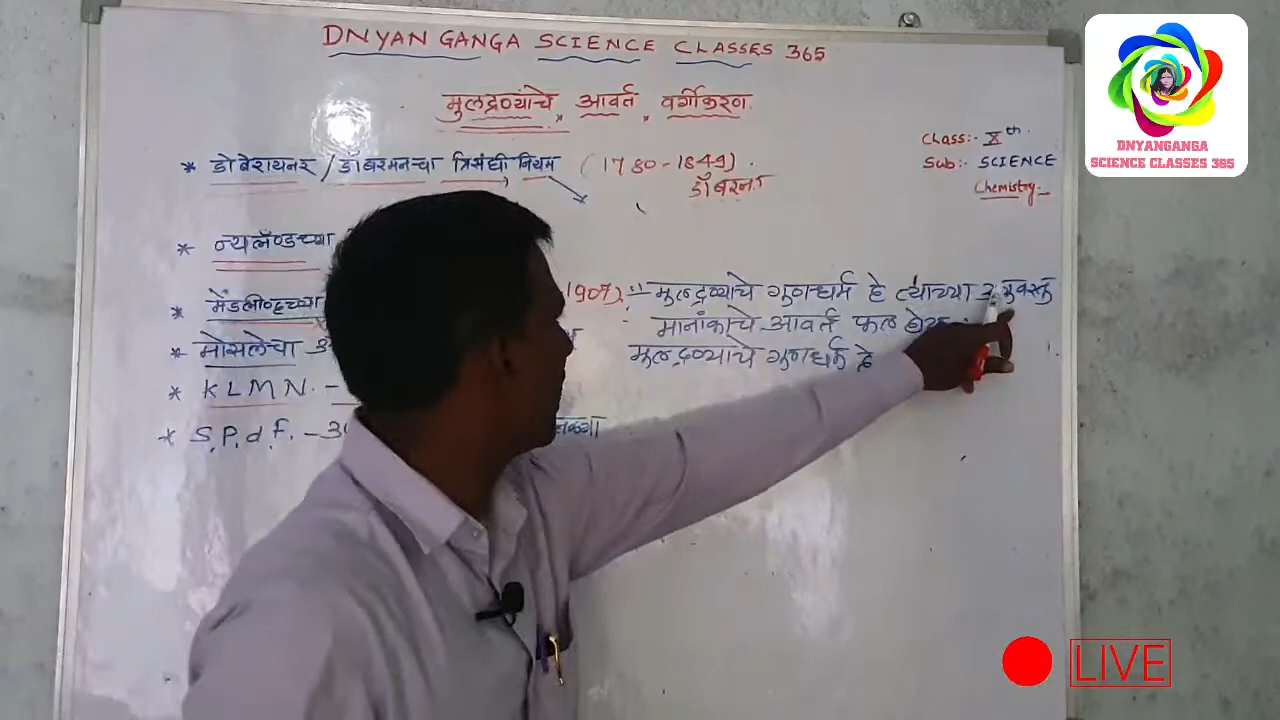 DNYAN GANGA SCIENCE CLASSES 365
मुलद्रव्यांचे आवर्त वर्गीकरण
Class:- Xth
Sub:- SCIENCE
Chemistry
DNYANGANGA
SCIENCE CLASSES 365
* डोबेरायनर / डॉबरमनच्या त्रिसंघी नियम (1780-1849).
डॉबरनर
* न्यलॅण्डच्या
* मेंडलीव्हच्या 1907) :- मुलद्रव्याचे गुणधर्म हे त्याच्या अणुवस्तु
मानांकाचे आवर्त फल होय
* मोसलेचा
मुलद्रव्याचे गुणधर्म हे
* KLMN. -
* S.P.d.f. -
LIVE